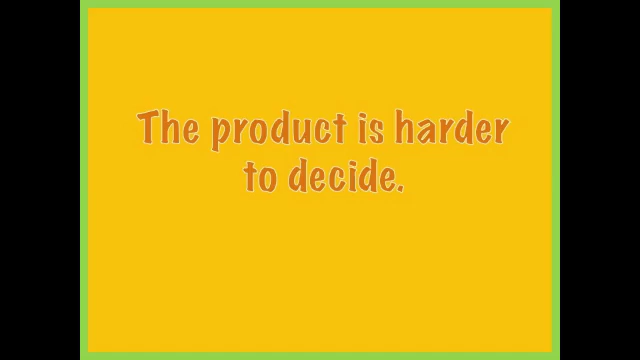 The product is harder
to decide.